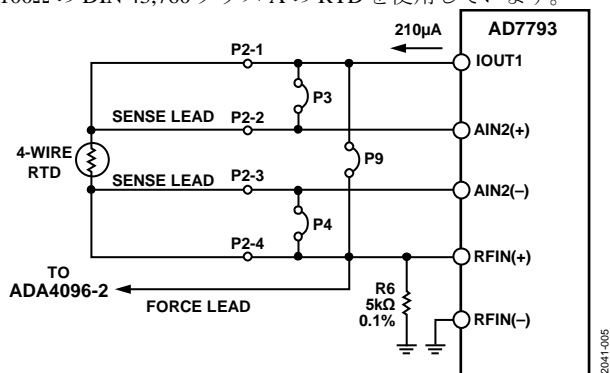 100Ω の DIN 43,760 クラス A の RTD を使用しています。
210µA
AD7793
IOUT1
P2-1
P3
SENSE LEAD
P2-2
AIN2(+)
4-WIRE
RTD
P9
SENSE LEAD
P2-3
AIN2(–)
P4
P2-4
RFIN(+)
TO
ADA4096-2
FORCE LEAD
R6
5kΩ
0.1%
RFIN(–)
2041-005